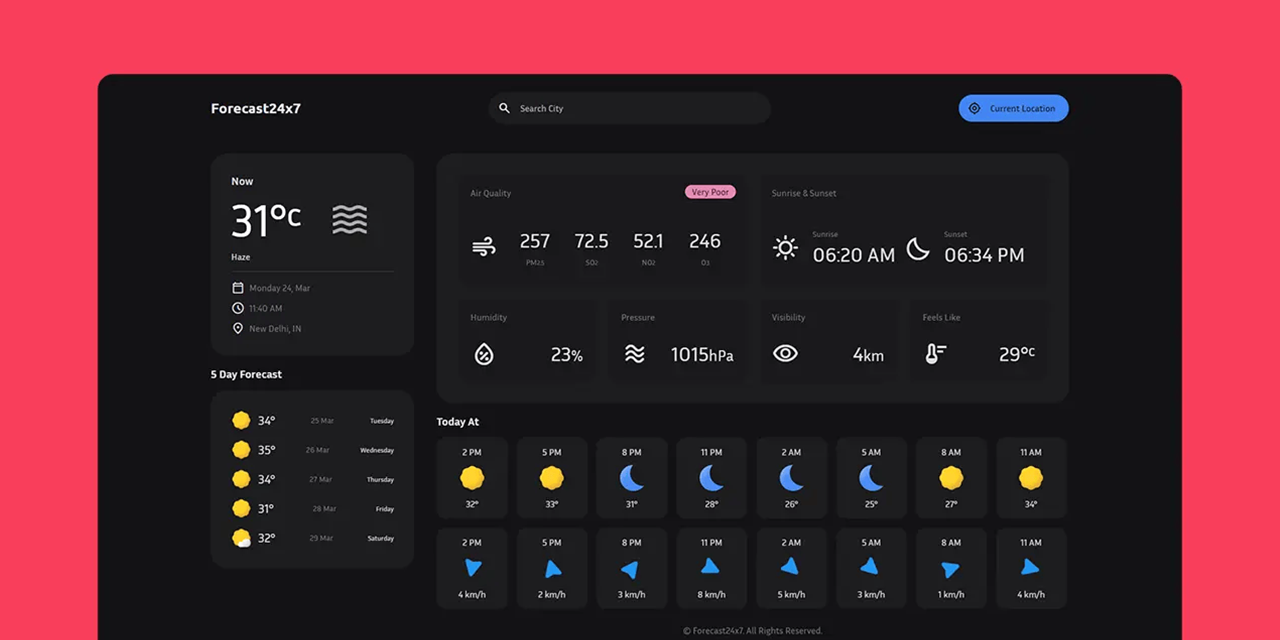 Forecast24x7
Search City
Current Location
Now
31°c
Haze
Monday 24, Mar
11:40 AM
New Delhi, IN
5 Day Forecast
34° 25 Mar Tuesday
35° 26 Mar Wednesday
34° 27 Mar Thursday
31° 28 Mar Friday
32° 29 Mar Saturday
Air Quality Very Poor
257 72.5 52.1 246
PM2.5 SO2 NO2 O3
Sunrise & Sunset
Sunrise Sunset
06:20 AM 06:34 PM
Humidity Pressure Visibility Feels Like
23% 1015hPa 4km 29°c
Today At
2 PM 5 PM 8 PM 11 PM 2 AM 5 AM 8 AM 11 AM
32° 33° 31° 28° 26° 25° 27° 34°
2 PM 5 PM 8 PM 11 PM 2 AM 5 AM 8 AM 11 AM
4 km/h 2 km/h 3 km/h 8 km/h 5 km/h 3 km/h 1 km/h 4 km/h
© Forecast24x7. All Rights Reserved.